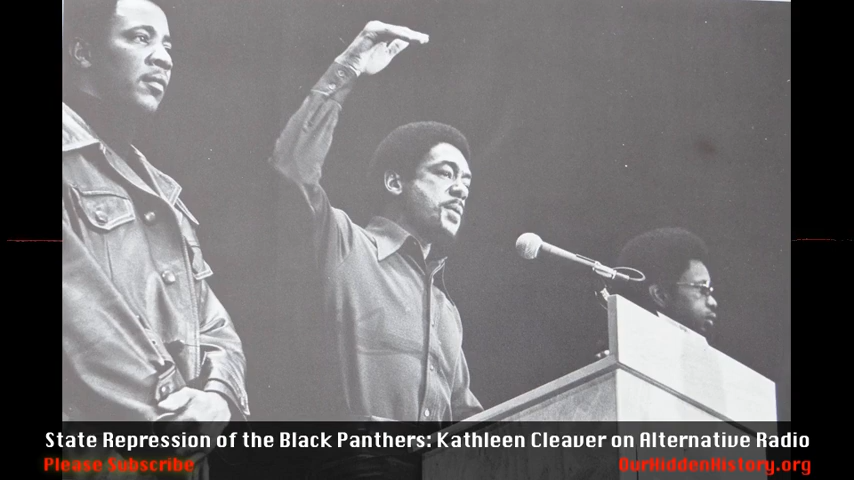 State Repression of the Black Panthers: Kathleen Cleaver on Alternative Radio
Please Subscribe
OurHiddenHistory.org